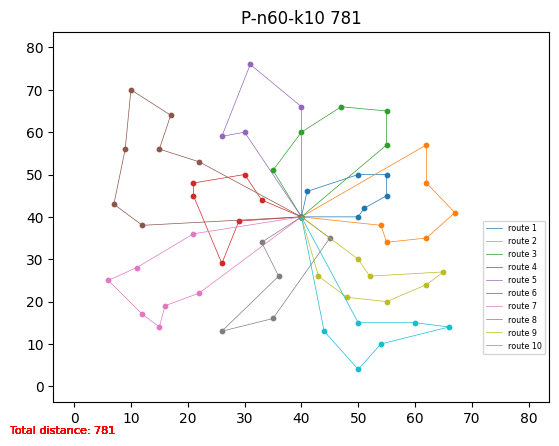 P-n60-k10 781
80
70
60
50
40
30
20
10
0
0 10 20 30 40 50 60 70 80
route 1
route 2
route 3
route 4
route 5
route 6
route 7
route 8
route 9
route 10
Total distance: 781